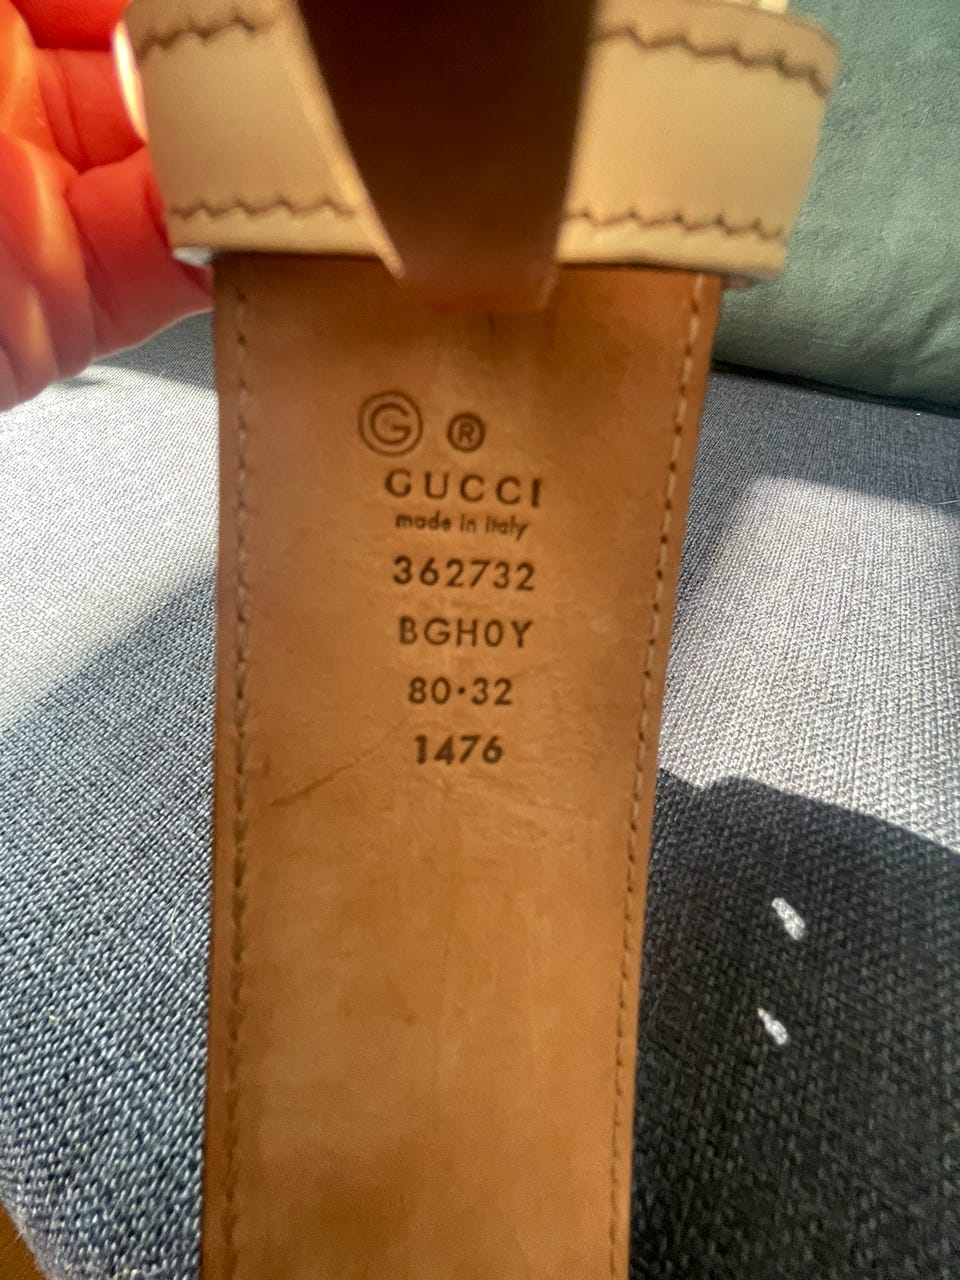 G ®
GUCCI
made in italy
362732
BGH0Y
80·32
1476